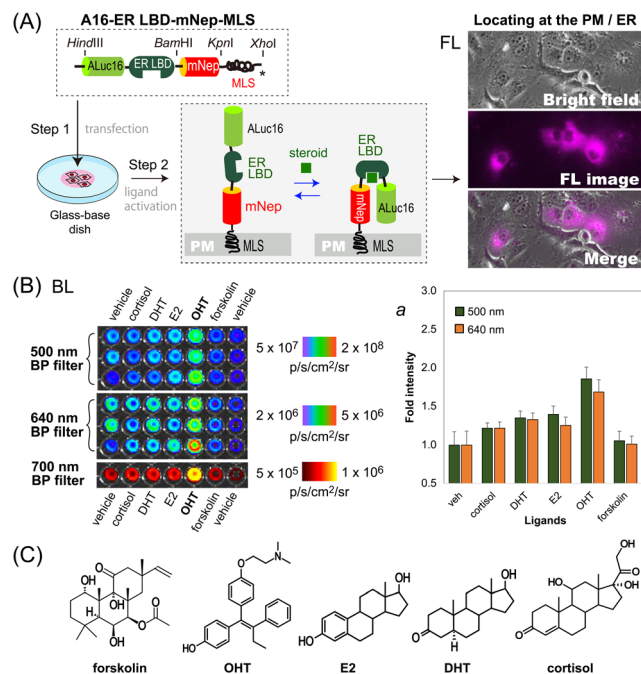 (A)
A16-ER LBD-mNep-MLS
HindIII
BamHI
KpnI
XhoI
ALuc16
ER LBD
mNep
MLS
*
Step 1
transfection
Glass-base
dish
Step 2
ligand
activation
ALuc16
ER
LBD
mNep
PM
MLS
steroid
ER
LBD
mNep
ALuc16
PM
MLS
Locating at the PM / ER
FL
Bright field
FL image
Merge
(B) BL
vehicle
cortisol
DHT
E2
OHT
forskolin
vehicle
500 nm
BP filter
5 x 10⁷
2 x 10⁸
p/s/cm²/sr
640 nm
BP filter
2 x 10⁶
5 x 10⁶
p/s/cm²/sr
700 nm
BP filter
5 x 10⁵
1 x 10⁶
p/s/cm²/sr
vehicle
cortisol
DHT
E2
OHT
forskolin
vehicle
a
3.0
2.5
2.0
1.5
1.0
0.5
Fold intensity
500 nm
640 nm
veh
cortisol
DHT
E2
OHT
forskolin
Ligands
(C)
OH
O
OH
OH
H
OH
O
O
forskolin
O
N
HO
OHT
OH
HO
E2
OH
O
H
DHT
OH
O
HO
OH
O
cortisol